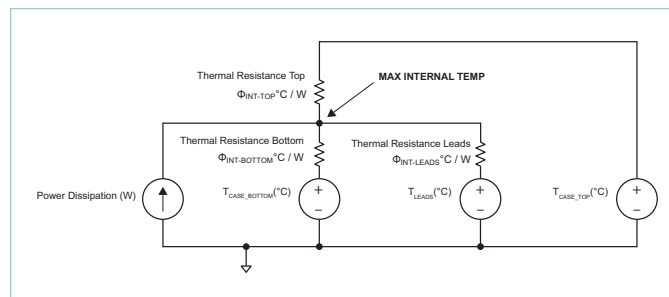 Thermal Resistance Top
MAX INTERNAL TEMP
ΦINT-TOP°C / W
Thermal Resistance Bottom
Thermal Resistance Leads
ΦINT-BOTTOM°C / W
ΦINT-LEADS°C / W
+
+
+
Power Dissipation (W)
TCASE_BOTTOM(°C)
TLEADS(°C)
TCASE_TOP(°C)
–
–
–